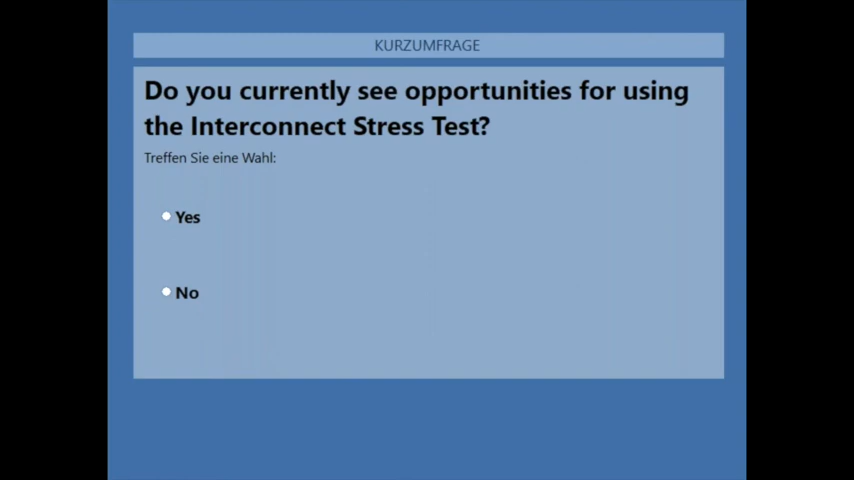 KURZUMFRAGE
Do you currently see opportunities for using
the Interconnect Stress Test?
Treffen Sie eine Wahl:
Yes
No